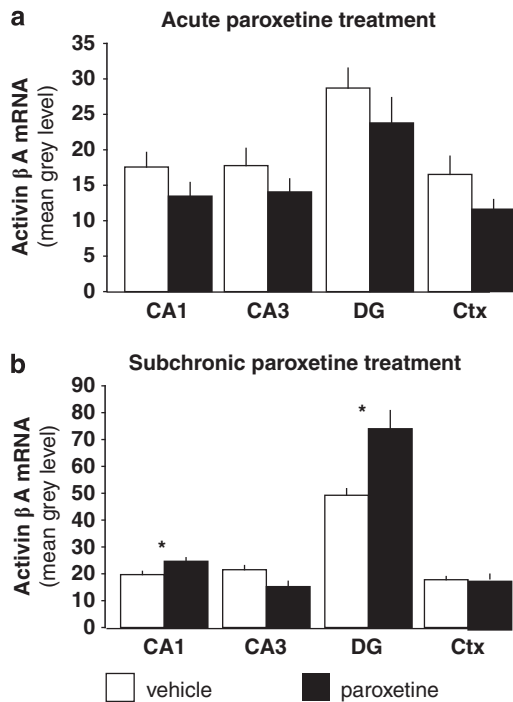 a
Acute paroxetine treatment
Activin β A mRNA
(mean grey level)
35
30
25
20
15
10
5
0
CA1 CA3 DG Ctx
b
Subchronic paroxetine treatment
Activin β A mRNA
(mean grey level)
90
80
70
60
50
40
30
20
10
0
*
*
CA1 CA3 DG Ctx
vehicle paroxetine